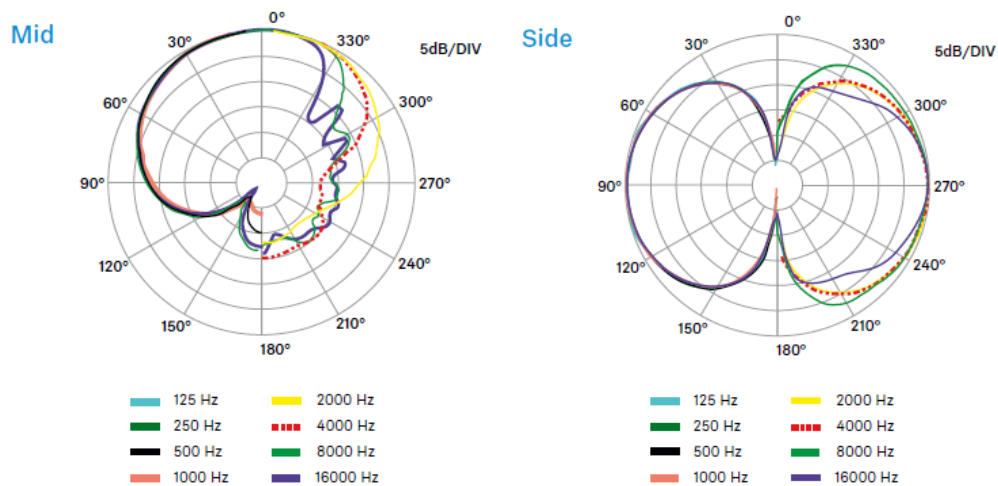 Mid
0°
30°
330°
5dB/DIV
60°
300°
90°
270°
120°
240°
150°
210°
180°
125 Hz
2000 Hz
250 Hz
4000 Hz
500 Hz
8000 Hz
1000 Hz
16000 Hz
Side
0°
30°
330°
5dB/DIV
60°
300°
90°
270°
120°
240°
150°
210°
180°
125 Hz
2000 Hz
250 Hz
4000 Hz
500 Hz
8000 Hz
1000 Hz
16000 Hz